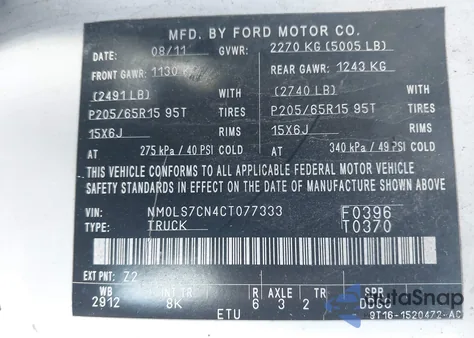 MFD. BY FORD MOTOR CO.
DATE: 08/11 GVWR: 2270 KG (5005 LB)
FRONT GAWR: 1130 REAR GAWR: 1243 KG
(2491 LB) WITH (2740 LB) WITH
P205/65R15 95T TIRES P205/65R15 95T TIRES
15X6J RIMS 15X6J RIMS
AT 275 kPa / 40 PSI COLD AT 340 kPa / 49 PSI COLD
THIS VEHICLE CONFORMS TO ALL APPLICABLE FEDERAL MOTOR VEHICLE
SAFETY STANDARDS IN EFFECT ON THE DATE OF MANUFACTURE SHOWN ABOVE.
VIN: NM0LS7CN4CT077333 F0396
TYPE: TRUCK T0370
EXT PNT: Z2
WB R AXLE TR SPR
2912 8K 6 3 2
AutoSnap
ETU 9T16-1520472-AC